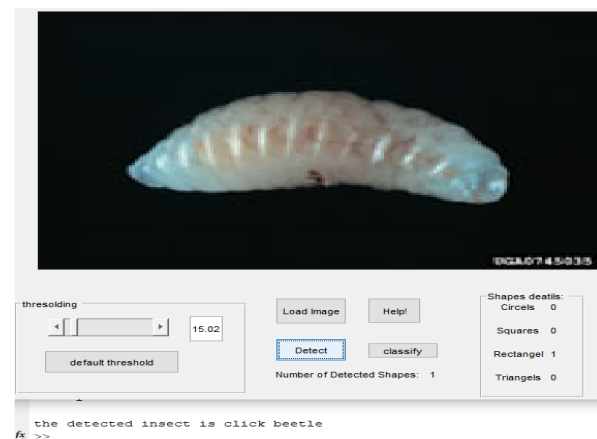 UGA0745035
thresolding
15.02
default threshold
Load Image
Help!
Detect
classify
Number of Detected Shapes: 1
Shapes deatils:
Circels 0
Squares 0
Rectangel 1
Triangels 0
the detected insect is click beetle
fx >>